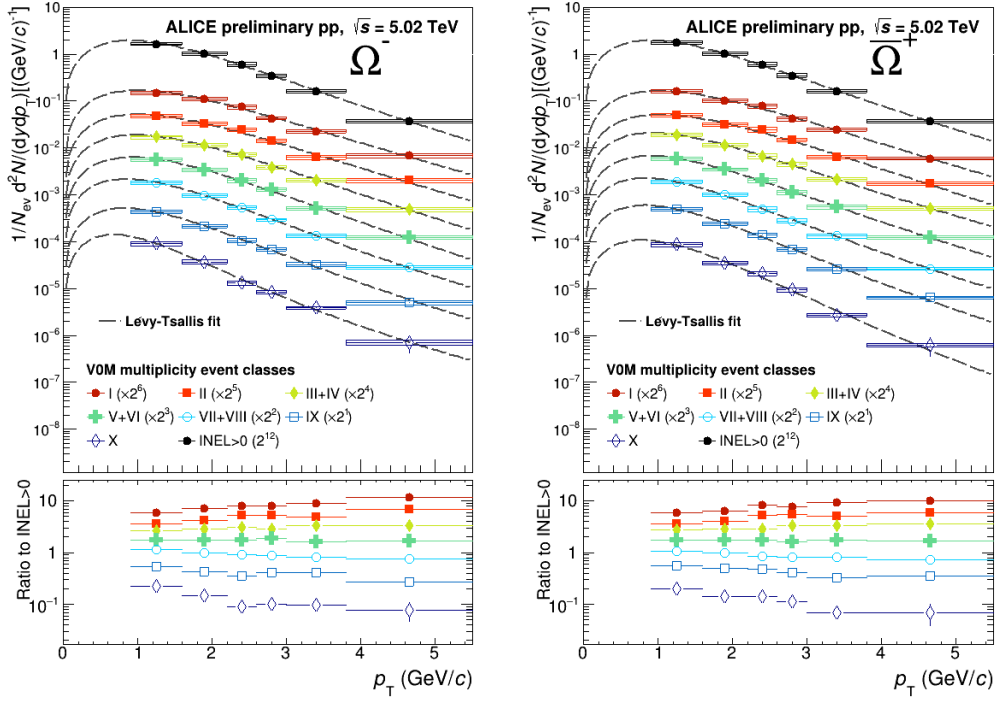 ALICE preliminary pp, √s = 5.02 TeV
Ω⁻
1/N_ev d²N/(dydp_T)[(GeV/c)⁻¹]
1
10⁻¹
10⁻²
10⁻³
10⁻⁴
10⁻⁵
10⁻⁶
10⁻⁷
10⁻⁸
Levy-Tsallis fit
V0M multiplicity event classes
I (×2⁶) II (×2⁵) III+IV (×2⁴)
V+VI (×2³) VII+VIII (×2²) IX (×2¹)
X INEL>0 (2¹²)
Ratio to INEL>0
10
1
10⁻¹
0 1 2 3 4 5
p_T (GeV/c)
ALICE preliminary pp, √s = 5.02 TeV
Ω̅⁺
1/N_ev d²N/(dydp_T)[(GeV/c)⁻¹]
1
10⁻¹
10⁻²
10⁻³
10⁻⁴
10⁻⁵
10⁻⁶
10⁻⁷
10⁻⁸
Levy-Tsallis fit
V0M multiplicity event classes
I (×2⁶) II (×2⁵) III+IV (×2⁴)
V+VI (×2³) VII+VIII (×2²) IX (×2¹)
X INEL>0 (2¹²)
Ratio to INEL>0
10
1
10⁻¹
0 1 2 3 4 5
p_T (GeV/c)